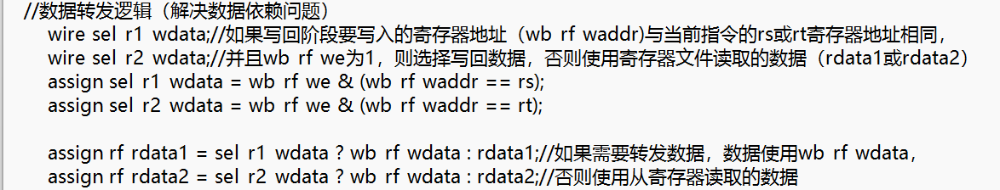 //数据转发逻辑（解决数据依赖问题）
wire sel r1 wdata;//如果写回阶段要写入的寄存器地址（wb rf waddr)与当前指令的rs或rt寄存器地址相同，
wire sel r2 wdata;//并且wb rf we为1，则选择写回数据，否则使用寄存器文件读取的数据（rdata1或rdata2）
assign sel r1 wdata = wb rf we & (wb rf waddr == rs);
assign sel r2 wdata = wb rf we & (wb rf waddr == rt);
assign rf rdata1 = sel r1 wdata ? wb rf wdata : rdata1;//如果需要转发数据，数据使用wb rf wdata，
assign rf rdata2 = sel r2 wdata ? wb rf wdata : rdata2;//否则使用从寄存器读取的数据